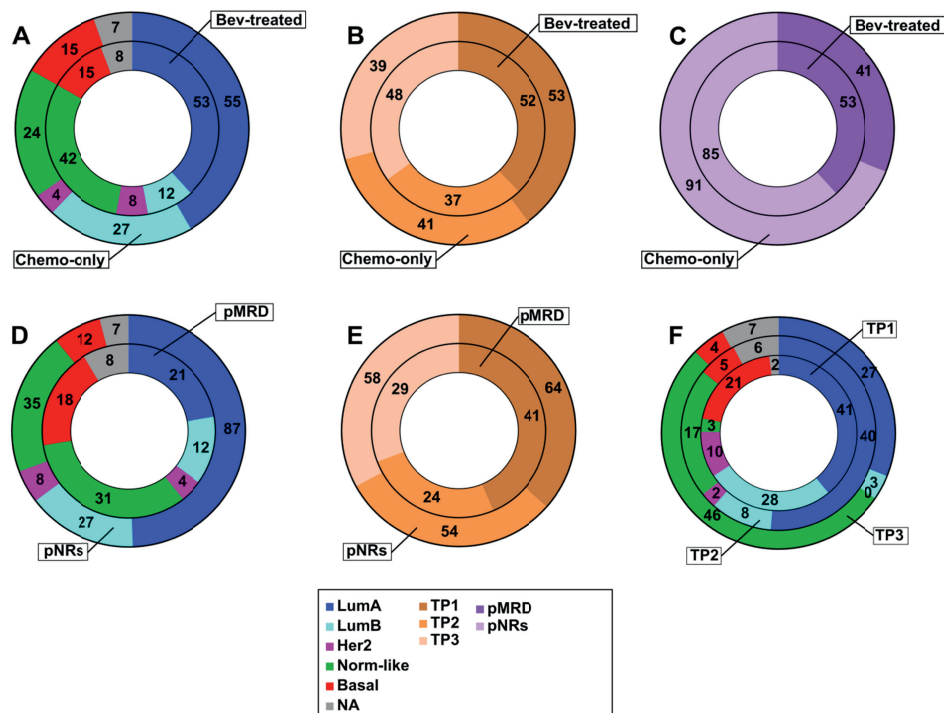 A
Bev-treated
7
8
15
15
53
55
24
42
4
8
12
27
Chemo-only
B
Bev-treated
39
48
52
53
37
41
Chemo-only
C
Bev-treated
41
53
85
91
Chemo-only
D
pMRD
12
7
8
21
35
18
87
12
4
8
31
27
pNRs
E
pMRD
58
29
64
41
24
54
pNRs
F
TP1
7
4
6
5
2
27
21
41
17
3
40
10
28
3
2
8
0
46
TP2
TP3
LumA
TP1
pMRD
LumB
TP2
pNRs
Her2
TP3
Norm-like
Basal
NA